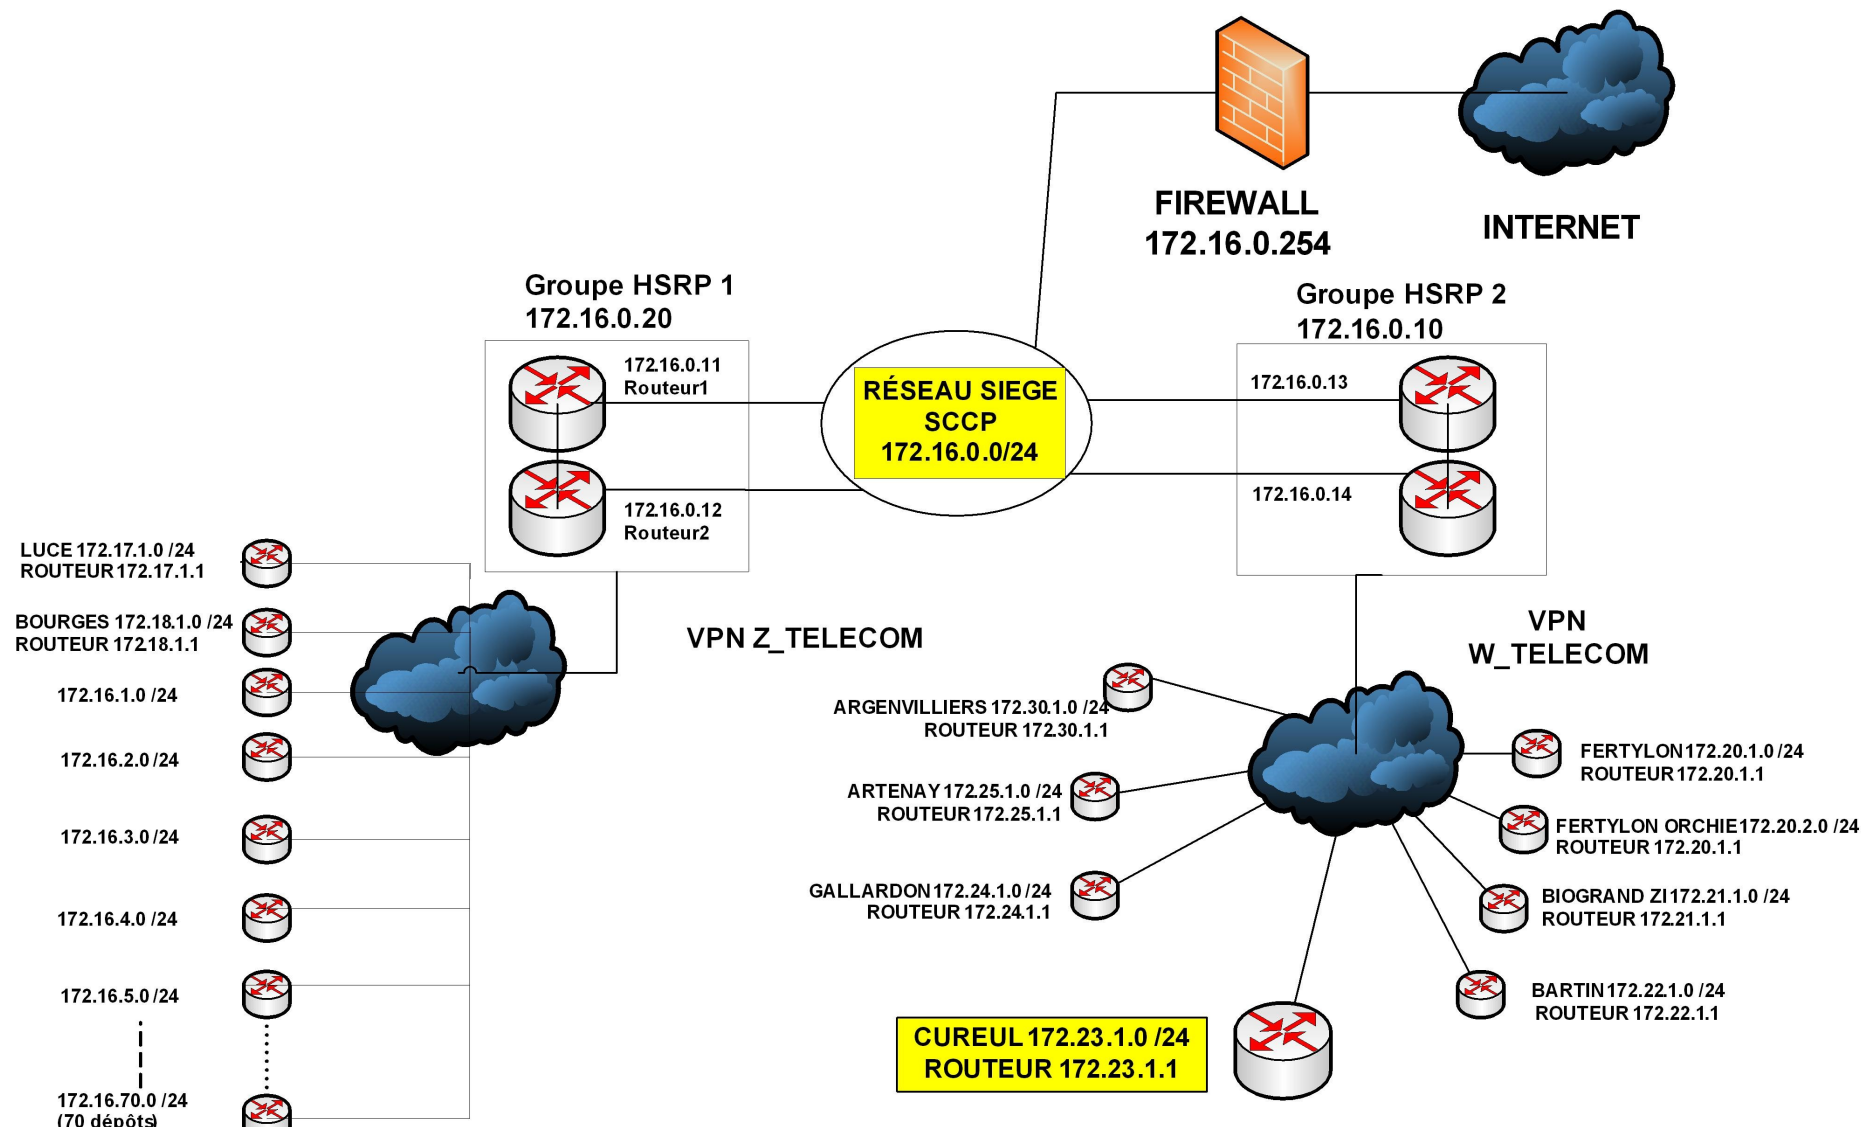 FIREWALL
172.16.0.254
INTERNET
Groupe HSRP 1
172.16.0.20
Groupe HSRP 2
172.16.0.10
172.16.0.11
Routeur1
172.16.0.12
Routeur2
RÉSEAU SIEGE
SCCP
172.16.0.0/24
172.16.0.13
172.16.0.14
LUCE 172.17.1.0 /24
ROUTEUR 172.17.1.1
BOURGES 172.18.1.0 /24
ROUTEUR 172.18.1.1
172.16.1.0 /24
172.16.2.0 /24
172.16.3.0 /24
172.16.4.0 /24
172.16.5.0 /24
172.16.70.0 /24
(70 dépôts)
VPN Z_TELECOM
VPN
W_TELECOM
ARGENVILLIERS 172.30.1.0 /24
ROUTEUR 172.30.1.1
ARTENAY 172.25.1.0 /24
ROUTEUR 172.25.1.1
GALLARDON 172.24.1.0 /24
ROUTEUR 172.24.1.1
FERTYLON 172.20.1.0 /24
ROUTEUR 172.20.1.1
FERTYLON ORCHIE 172.20.2.0 /24
ROUTEUR 172.20.1.1
BIOGRAND ZI 172.21.1.0 /24
ROUTEUR 172.21.1.1
BARTIN 172.22.1.0 /24
ROUTEUR 172.22.1.1
CUREUL 172.23.1.0 /24
ROUTEUR 172.23.1.1